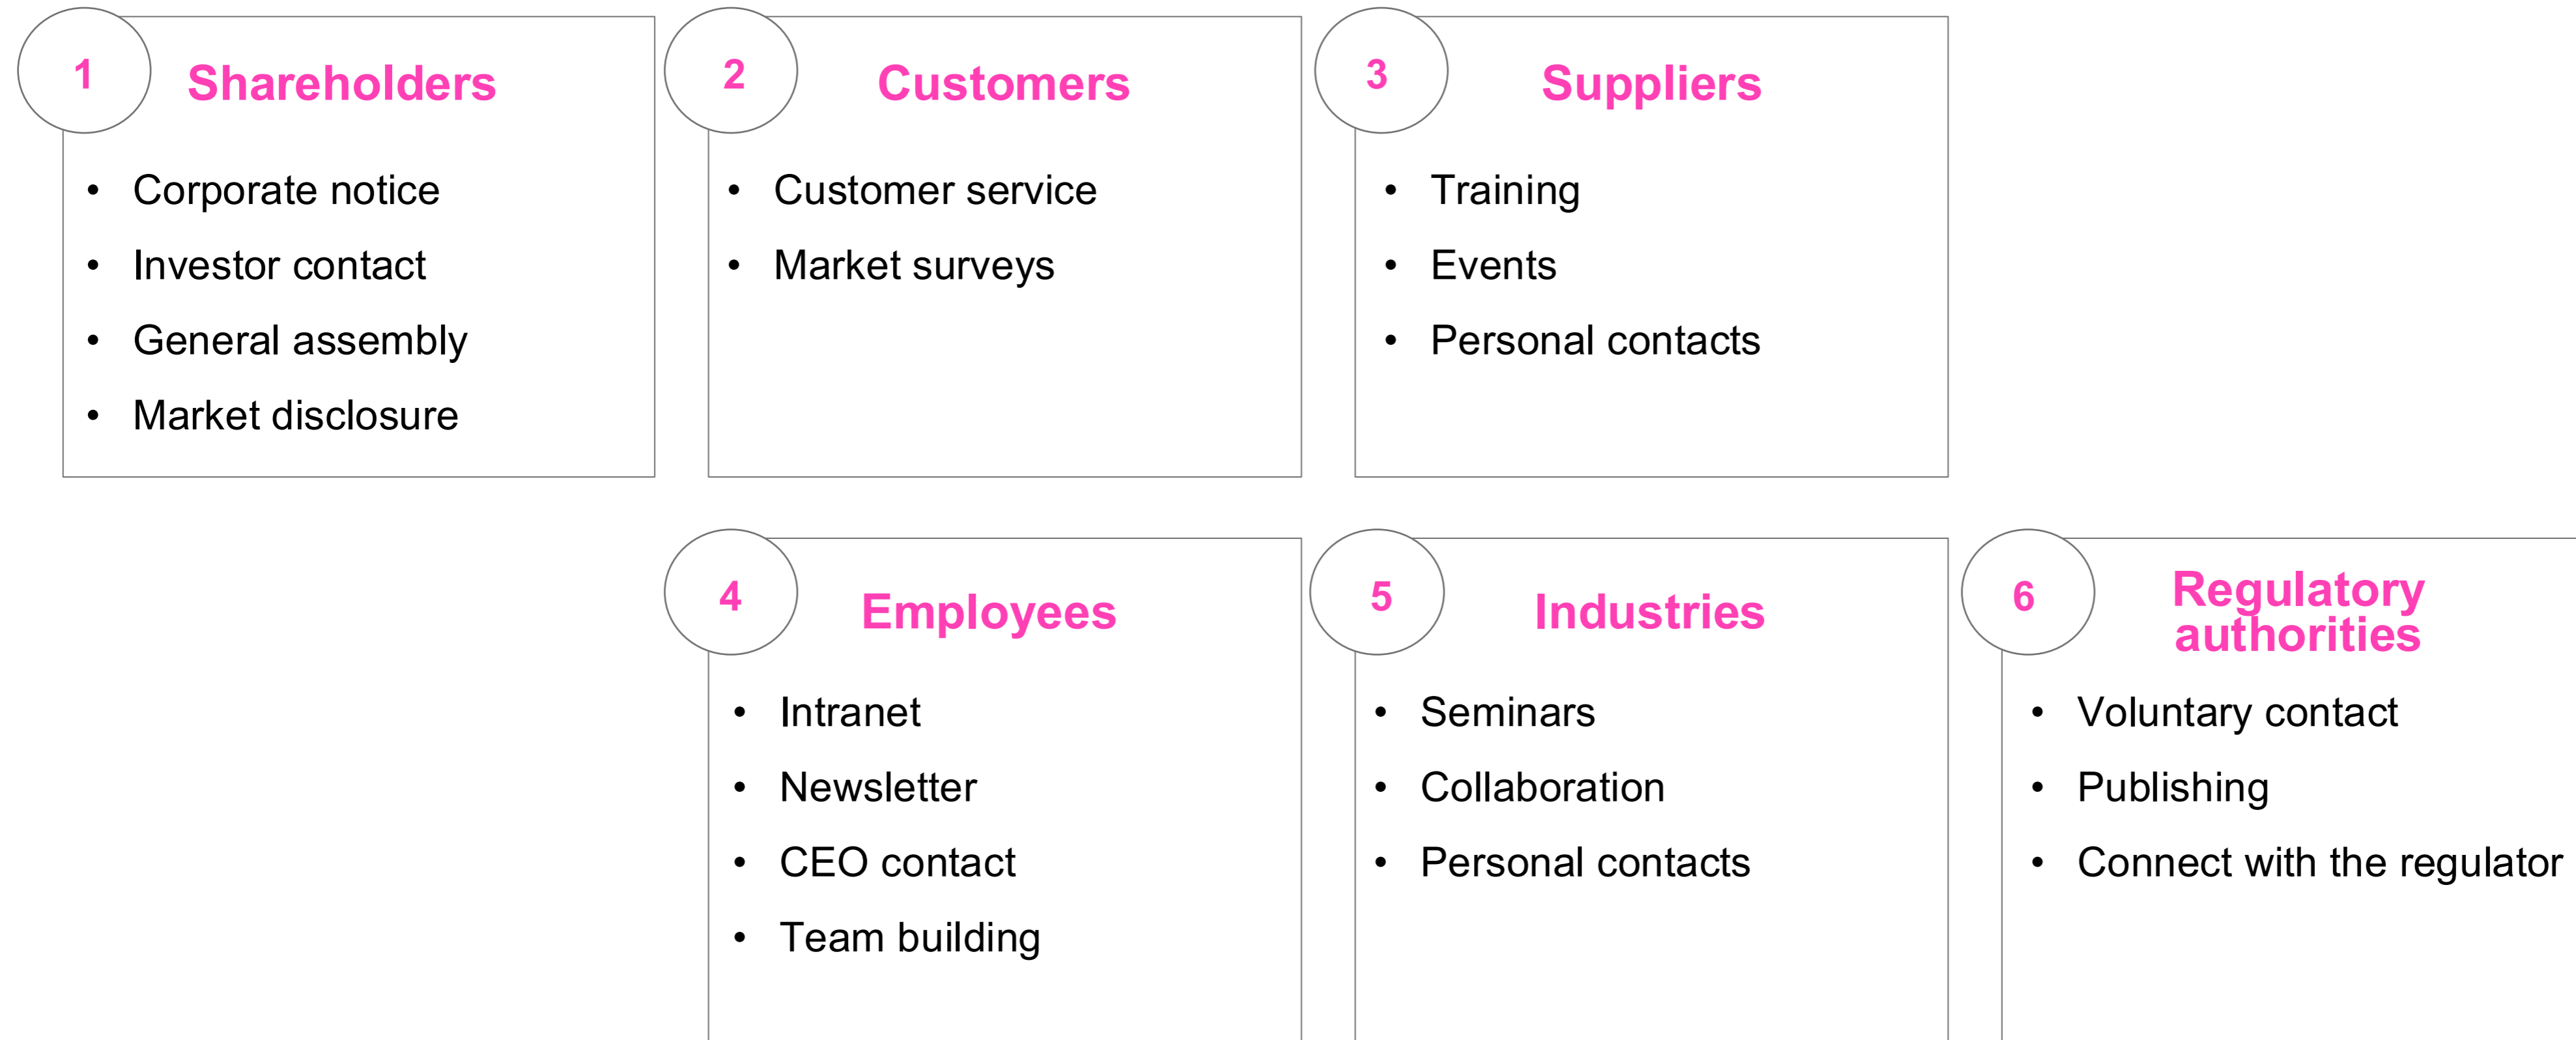 1
Shareholders
• Corporate notice
• Investor contact
• General assembly
• Market disclosure
2
Customers
• Customer service
• Market surveys
3
Suppliers
• Training
• Events
• Personal contacts
4
Employees
• Intranet
• Newsletter
• CEO contact
• Team building
5
Industries
• Seminars
• Collaboration
• Personal contacts
6
Regulatory
authorities
• Voluntary contact
• Publishing
• Connect with the regulator